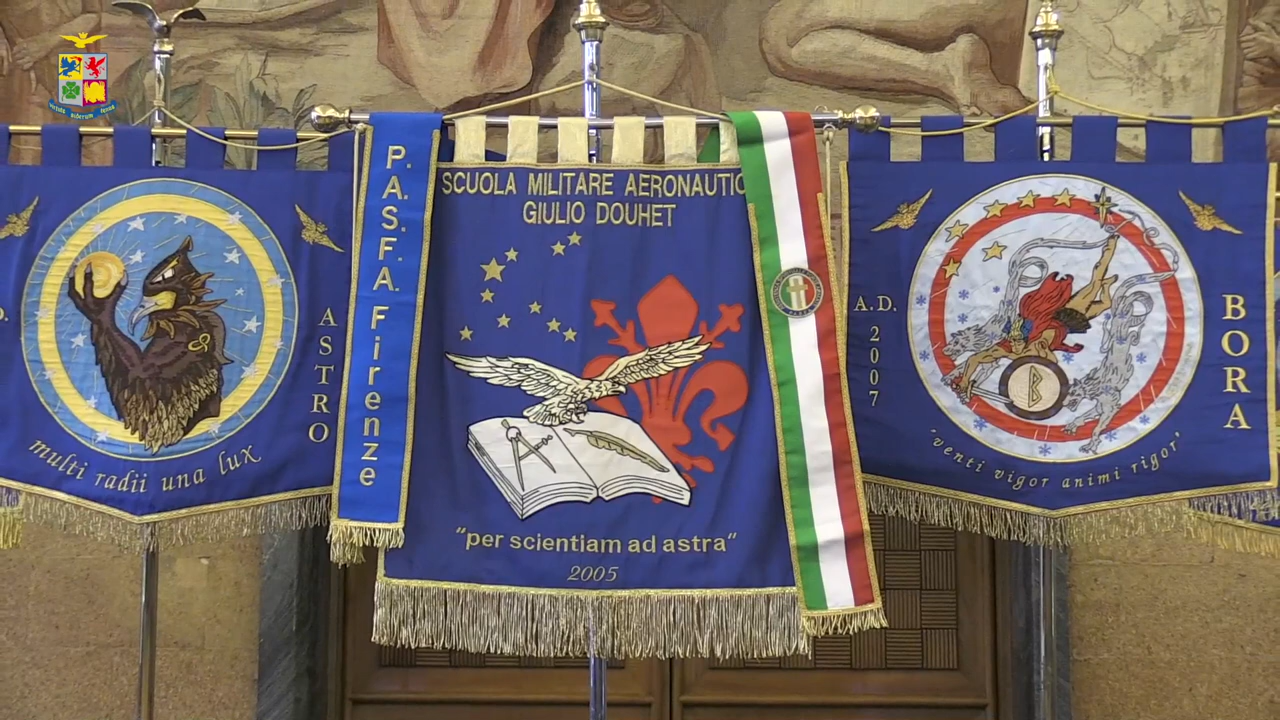 ASTRO
multi radii una lux
P.A.S.F.A. Firenze
SCUOLA MILITARE AERONAUTIC
GIULIO DOUHET
"per scientiam ad astra"
2005
A.D.
2007
BORA
"venti vigor animi rigor"